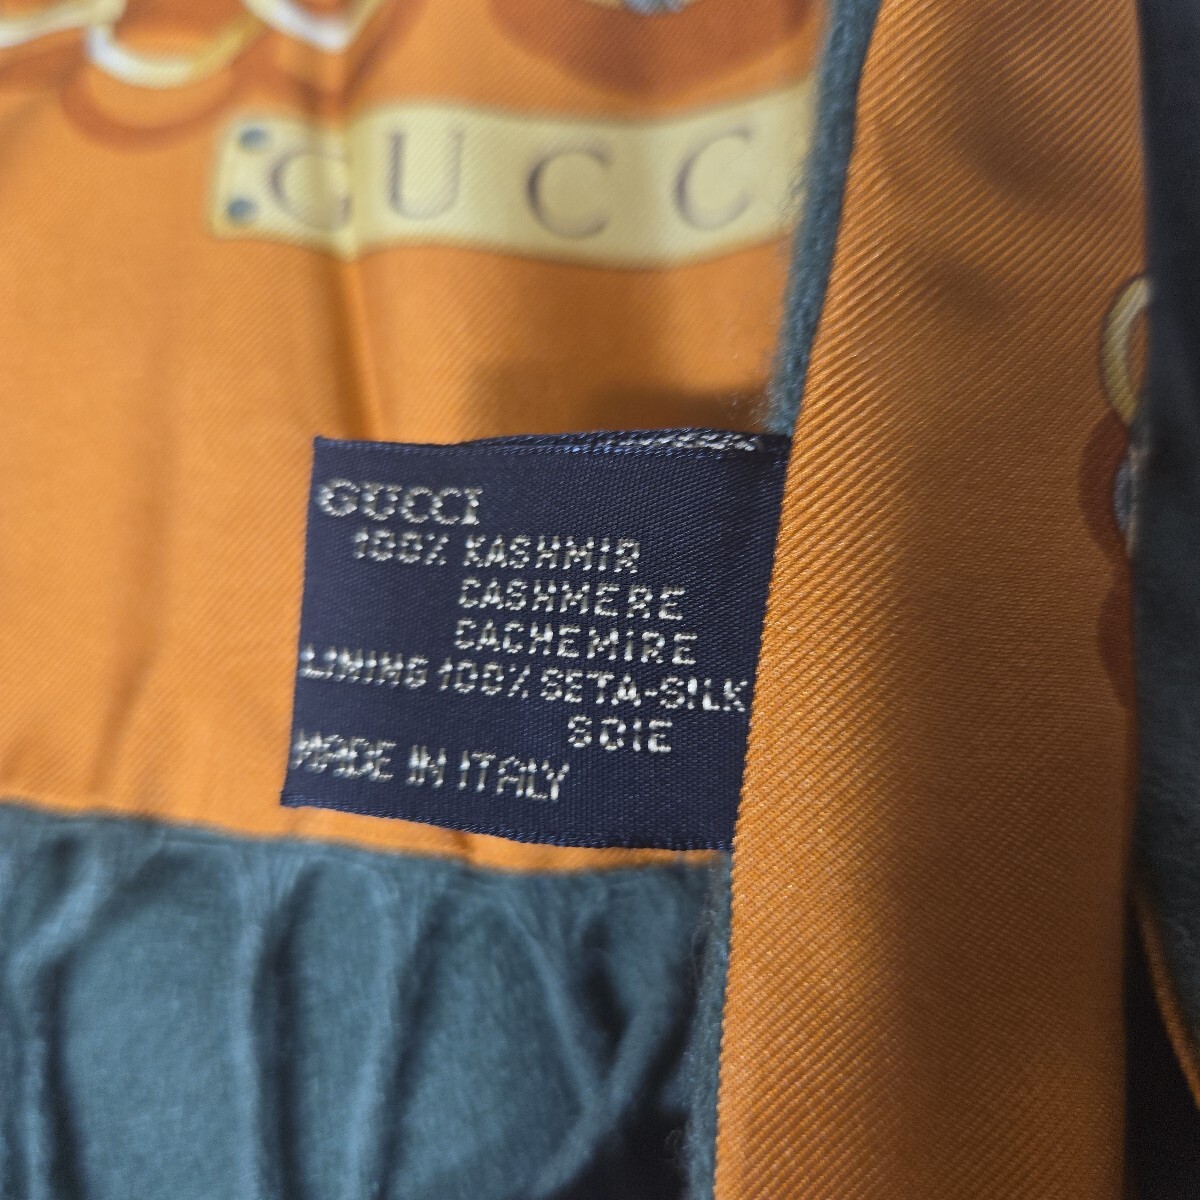 GUCC
GUCCI
100% KASHMIR
CASHMERE
CACHEMIRE
LINING 100% SETA-SILK
SOIE
MADE IN ITALY